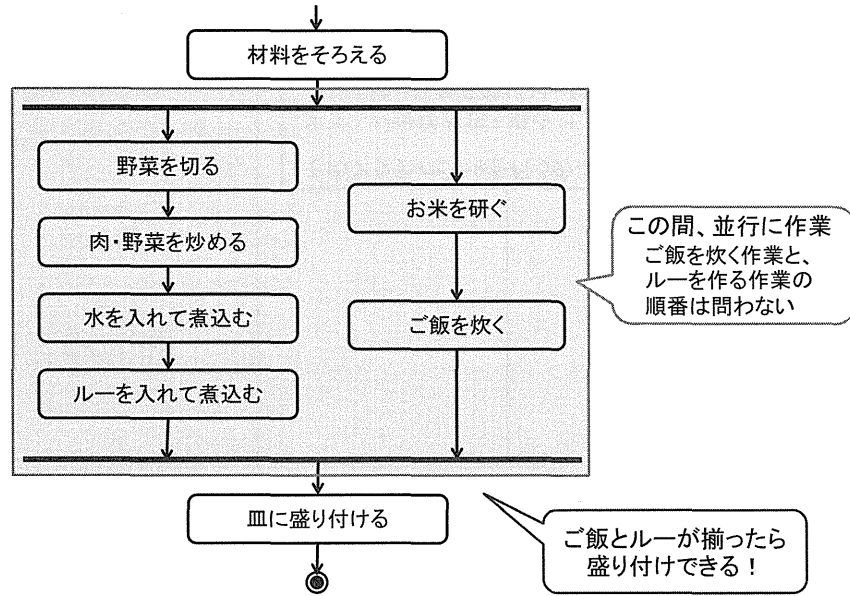 材料をそろえる
野菜を切る
肉・野菜を炒める
水を入れて煮込む
ルーを入れて煮込む
お米を研ぐ
ご飯を炊く
この間、並行に作業
ご飯を炊く作業と、
ルーを作る作業の
順番は問わない
皿に盛り付ける
ご飯とルーが揃ったら
盛り付けできる！